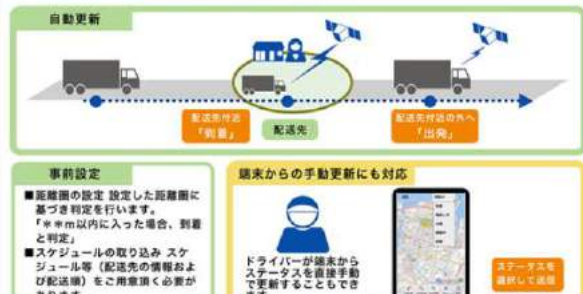 自動更新
配送先付近
「到着」
配送先
配送先付近の外へ
「出発」
事前設定
■距離圏の設定 設定した距離圏に
基づき判定を行います。
「＊＊m以内に入った場合、到着
と判定」
■スケジュールの取り込み スケ
ジュール等（配送先の情報およ
び配送順）をご用意頂く必要が
あります。
端末からの手動更新にも対応
ドライバーが端末から
ステータスを直接手動
で更新することもでき
ます。
ステータスを
選択して送信